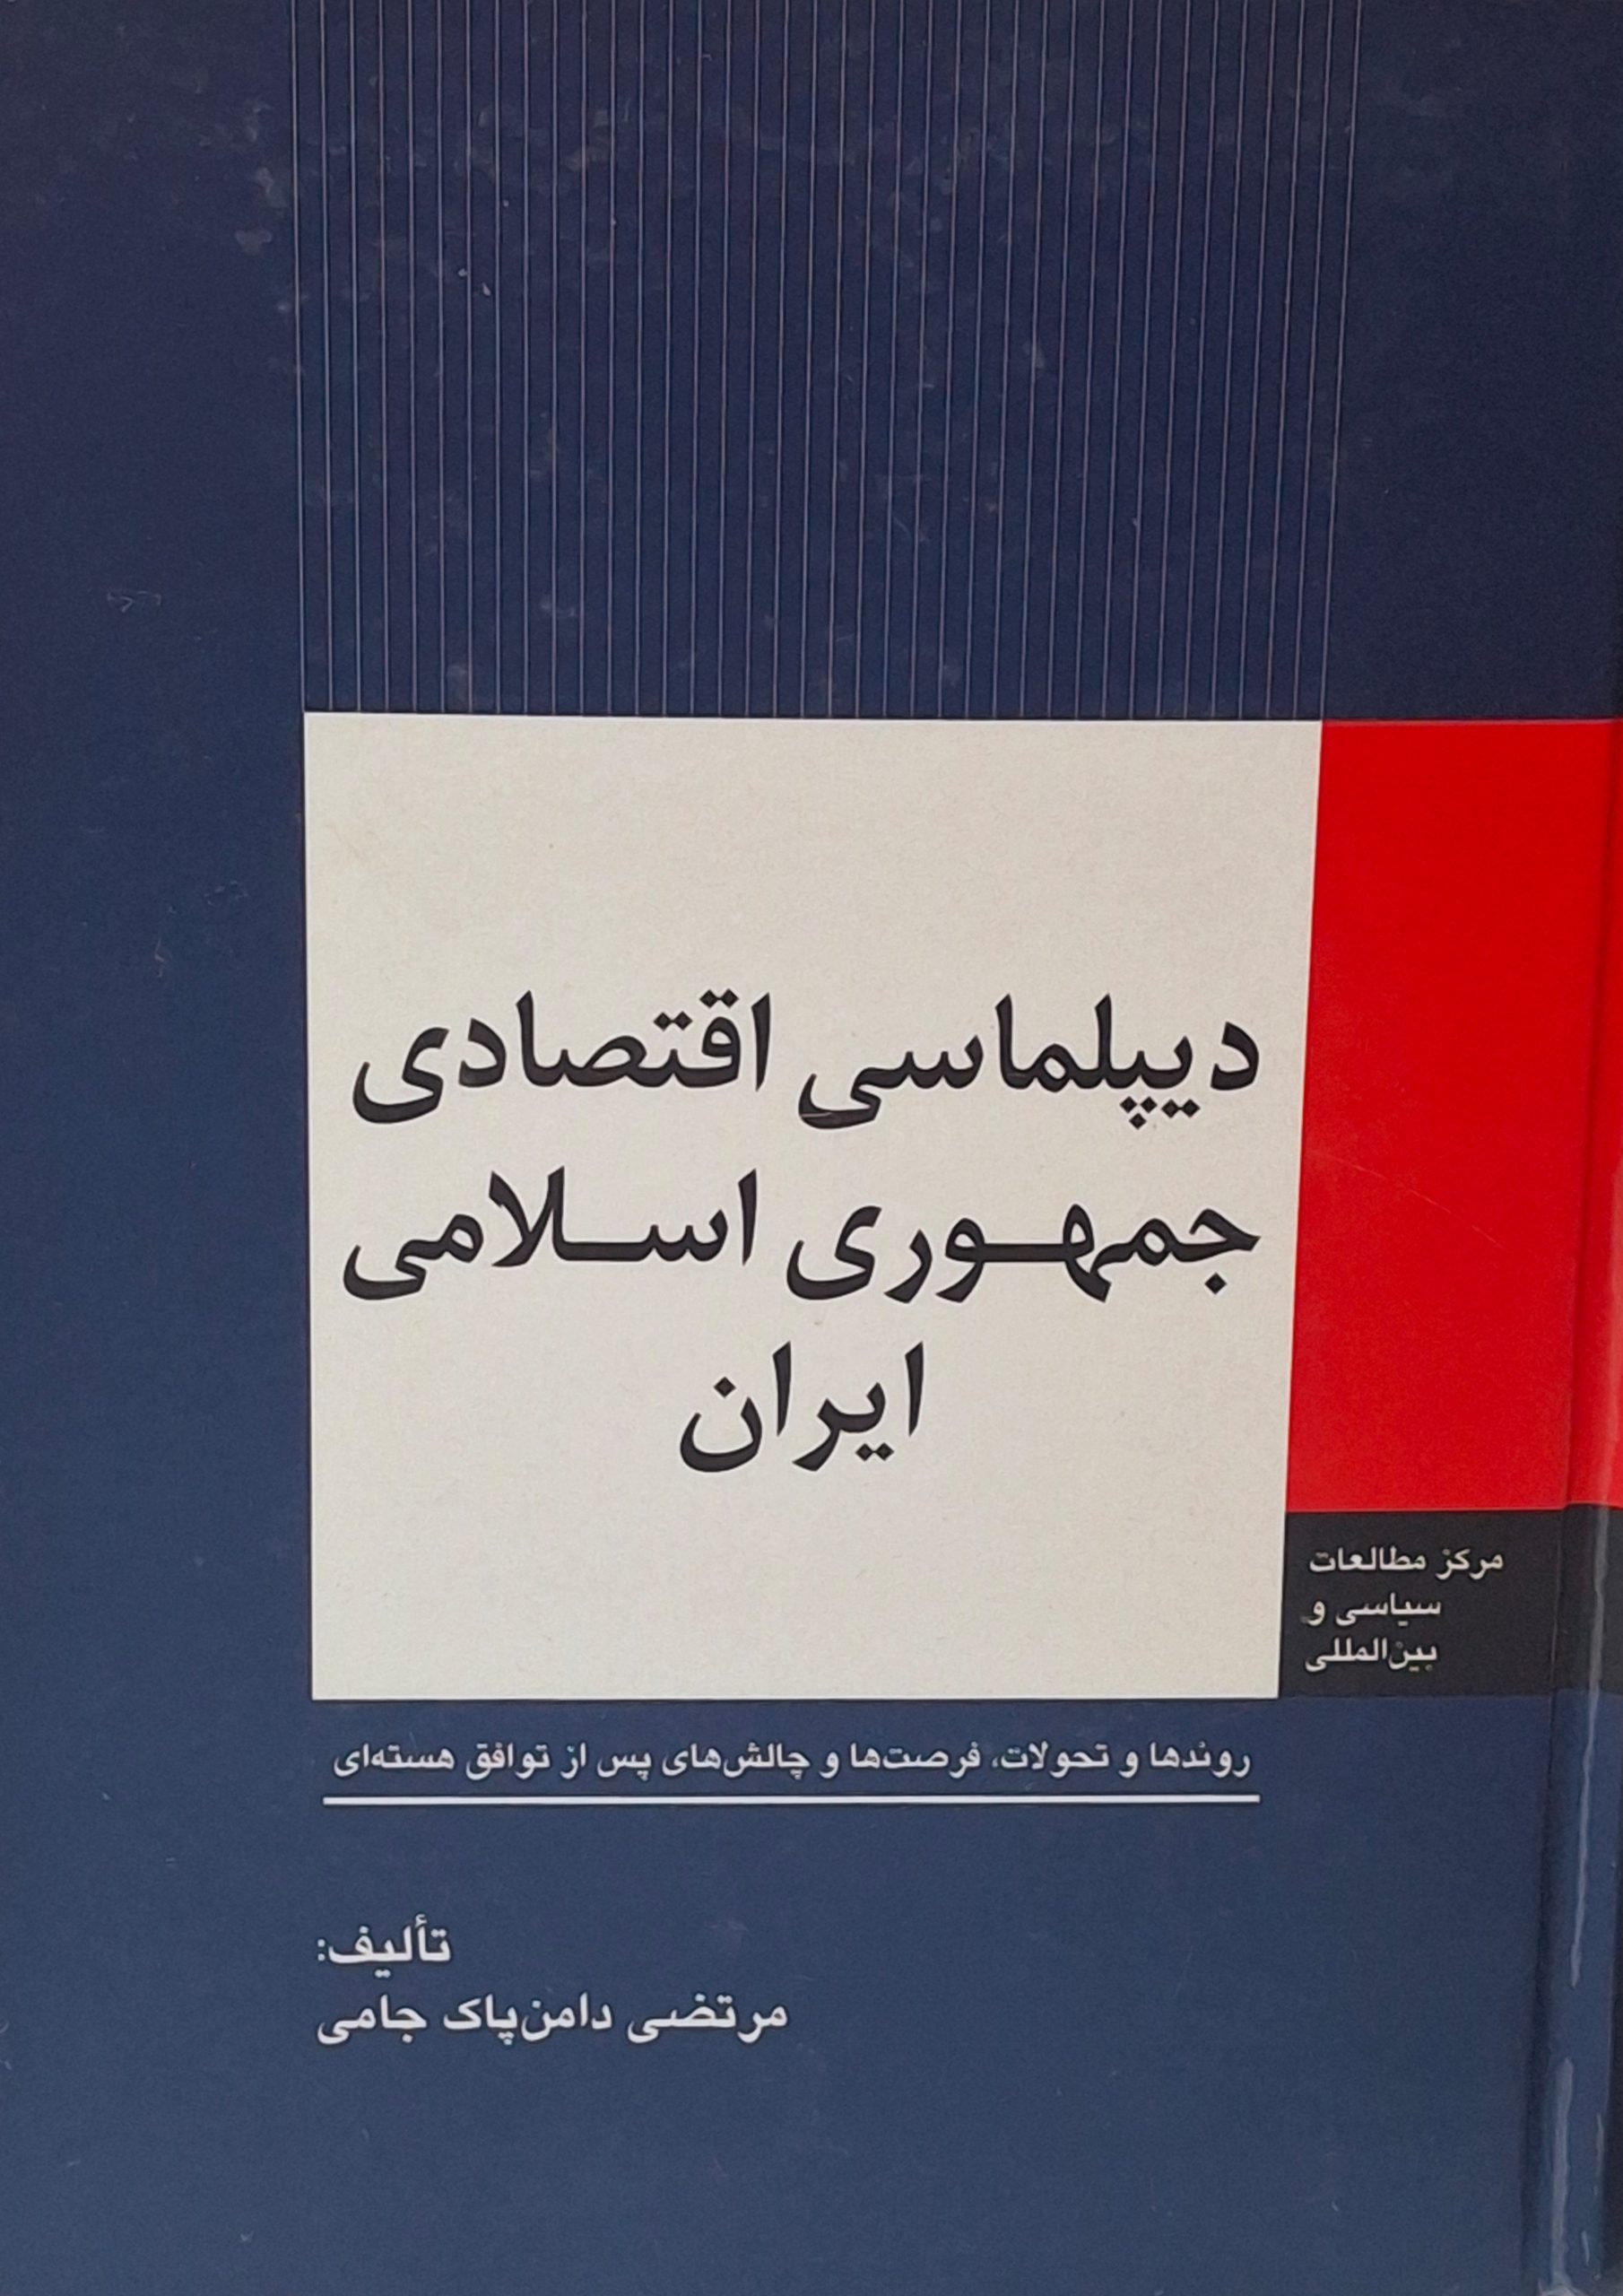 دیپلماسی اقتصادی
جمهوری اسلامی
ایران
مرکز مطالعات
سیاسی و
بین‌المللی
روندها و تحولات، فرصت‌ها و چالش‌های پس از توافق هسته‌ای
تألیف:
مرتضی دامن‌پاک جامی